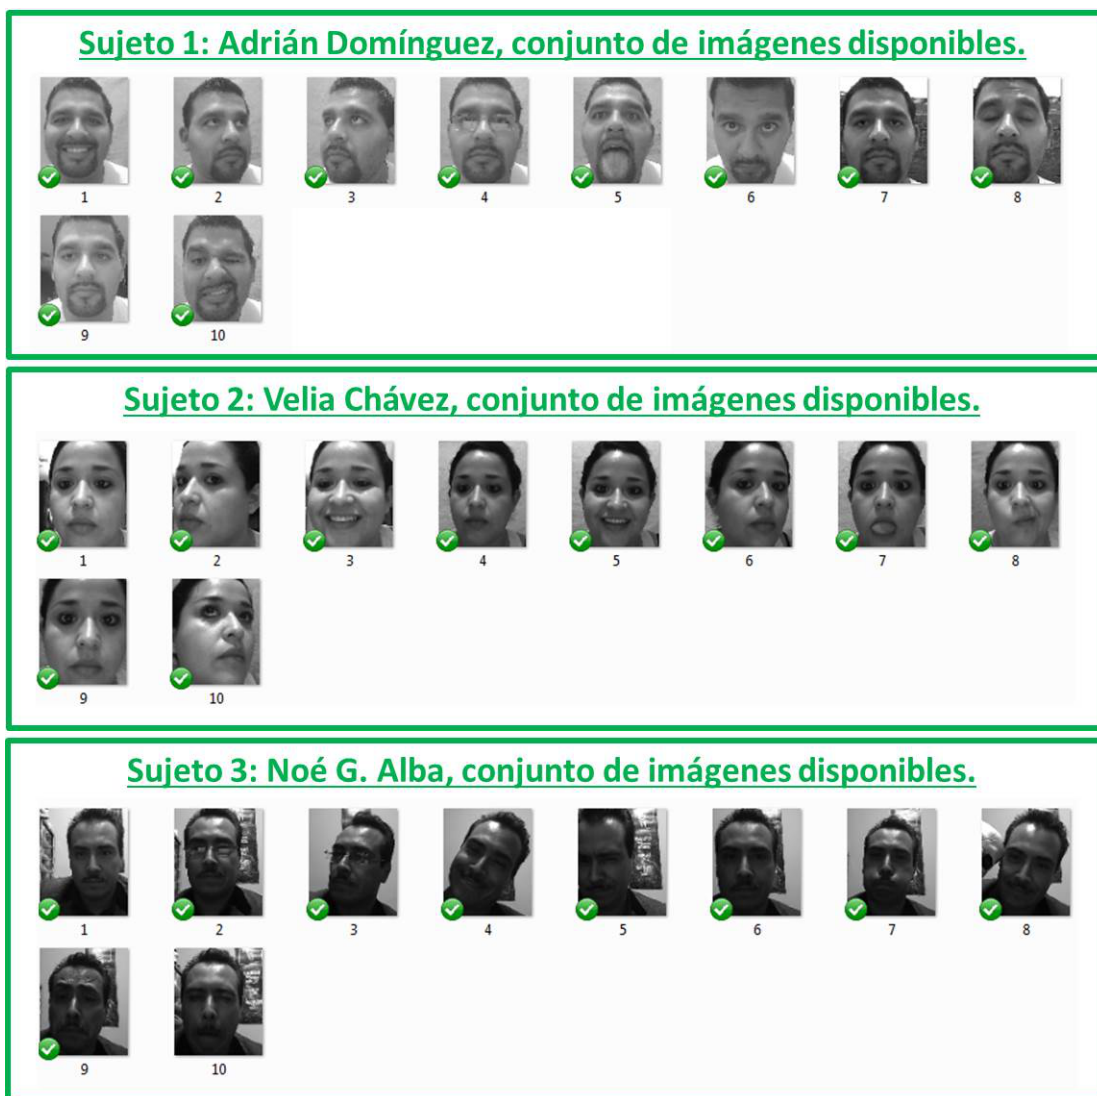 Sujeto 1: Adrián Domínguez, conjunto de imágenes disponibles.
1 2 3 4 5 6 7 8
9 10
Sujeto 2: Velia Chávez, conjunto de imágenes disponibles.
1 2 3 4 5 6 7 8
9 10
Sujeto 3: Noé G. Alba, conjunto de imágenes disponibles.
1 2 3 4 5 6 7 8
9 10